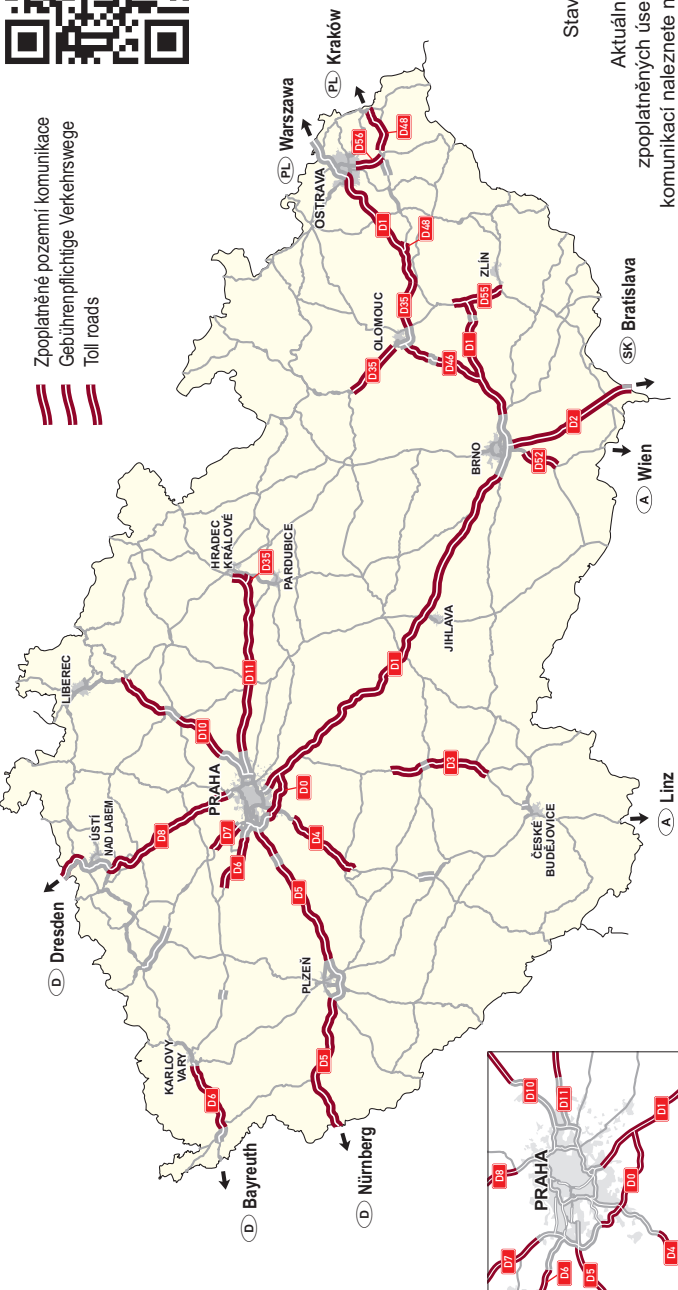 Zpoplatněné pozemní komunikace
Gebührenpflichtige Verkehrswege
Toll roads
Stav
Aktuáln
zpoplatněných úse
komunikací naleznete n
D Dresden
D Bayreuth
D Nürnberg
PL Warszawa
PL Kraków
SK Bratislava
A Wien
A Linz
LIBEREC
ÚSTÍ
NAD LABEM
KARLOVY
VARY
PLZEŇ
PRAHA
HRADEC
KRÁLOVÉ
PARDUBICE
JIHLAVA
ČESKÉ
BUDĚJOVICE
BRNO
OLOMOUC
OSTRAVA
ZLÍN
D10
D8
D7
D6
D6
D5
D5
D4
D0
D3
D11
D35
D1
D52
D2
D1
D46
D55
D35
D35
D1
D48
D56
D48
PRAHA
D8
D10
D11
D7
D6
D5
D4
D0
D1